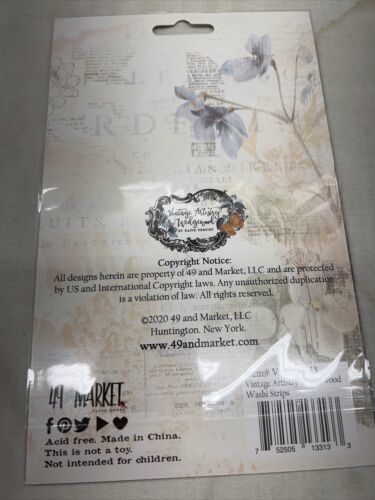 Vintage Artistry
Wedgewood
Copyright Notice:
All designs herein are property of 49 and Market, LLC and are protected
by US and International Copyright laws. Any unauthorized duplication
is a violation of law. All rights reserved.
©2020 49 and Market, LLC
Huntington. New York.
www.49andmarket.com
49 MARKET
Vintage Artistry
Washi Strips
Acid free. Made in China.
This is not a toy.
Not intended for children.
7 52505 13313 3